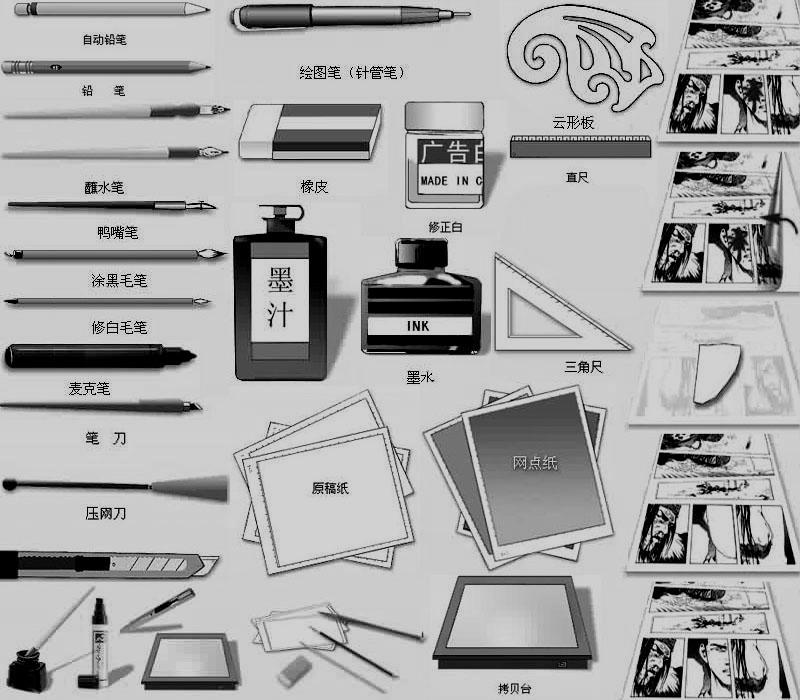 自动铅笔
绘图笔（针管笔）
铅 笔
云形板
广告白
MADE IN C
橡皮
直尺
蘸水笔
修正白
鸭嘴笔
墨
汁
涂黑毛笔
INK
修白毛笔
三角尺
墨水
麦克笔
笔 刀
网点纸
原稿纸
压网刀
拷贝台